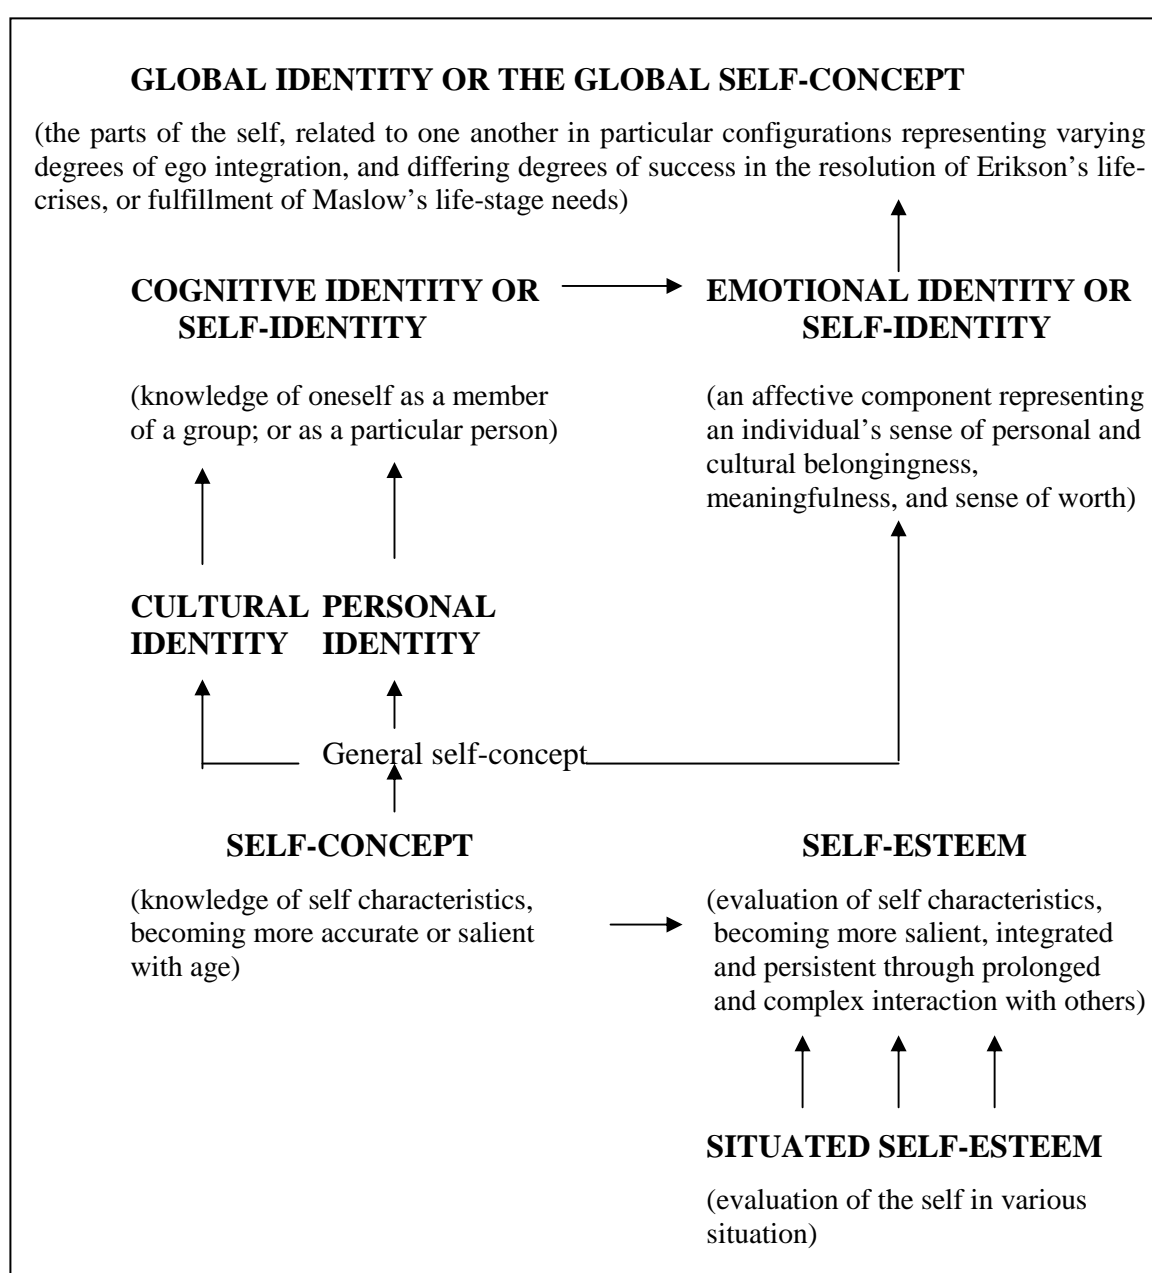 GLOBAL IDENTITY OR THE GLOBAL SELF-CONCEPT
(the parts of the self, related to one another in particular configurations representing varying
degrees of ego integration, and differing degrees of success in the resolution of Erikson’s life-
crises, or fulfillment of Maslow’s life-stage needs)
COGNITIVE IDENTITY OR
SELF-IDENTITY
(knowledge of oneself as a member
of a group; or as a particular person)
EMOTIONAL IDENTITY OR
SELF-IDENTITY
(an affective component representing
an individual’s sense of personal and
cultural belongingness,
meaningfulness, and sense of worth)
CULTURAL
IDENTITY
PERSONAL
IDENTITY
General self-concept
SELF-CONCEPT
(knowledge of self characteristics,
becoming more accurate or salient
with age)
SELF-ESTEEM
(evaluation of self characteristics,
becoming more salient, integrated
and persistent through prolonged
and complex interaction with others)
SITUATED SELF-ESTEEM
(evaluation of the self in various
situation)